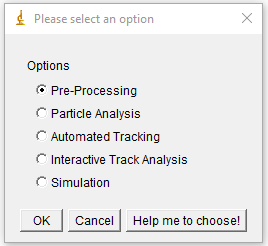 Please select an option
Options
Pre-Processing
Particle Analysis
Automated Tracking
Interactive Track Analysis
Simulation
OK Cancel Help me to choose!